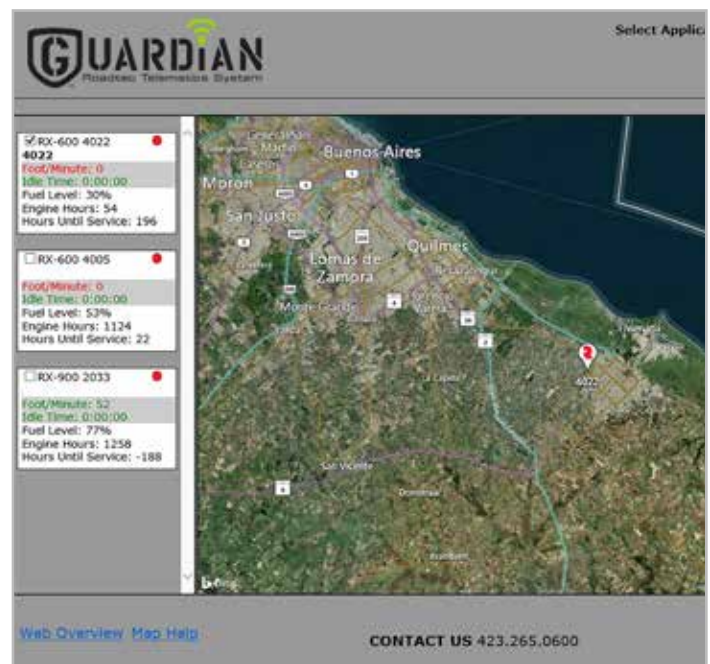 GUARDIAN
Roadtec Telematics System
Select Applic
RX-600 4022
4022
Foot/Minute: 0
Idle Time: 0:00:00
Fuel Level: 30%
Engine Hours: 54
Hours Until Service: 196
RX-600 4005
Foot/Minute: 0
Idle Time: 0:00:00
Fuel Level: 53%
Engine Hours: 1124
Hours Until Service: 22
RX-900 2033
Foot/Minute: 52
Idle Time: 0:00:00
Fuel Level: 77%
Engine Hours: 1258
Hours Until Service: -188
Buenos Aires
Moron
San Justo
Quilmes
Lomas de
Zamora
Monte Grande
Florencio
Varela
4022
San Vicente
Web Overview Map Help
CONTACT US 423.265.0600